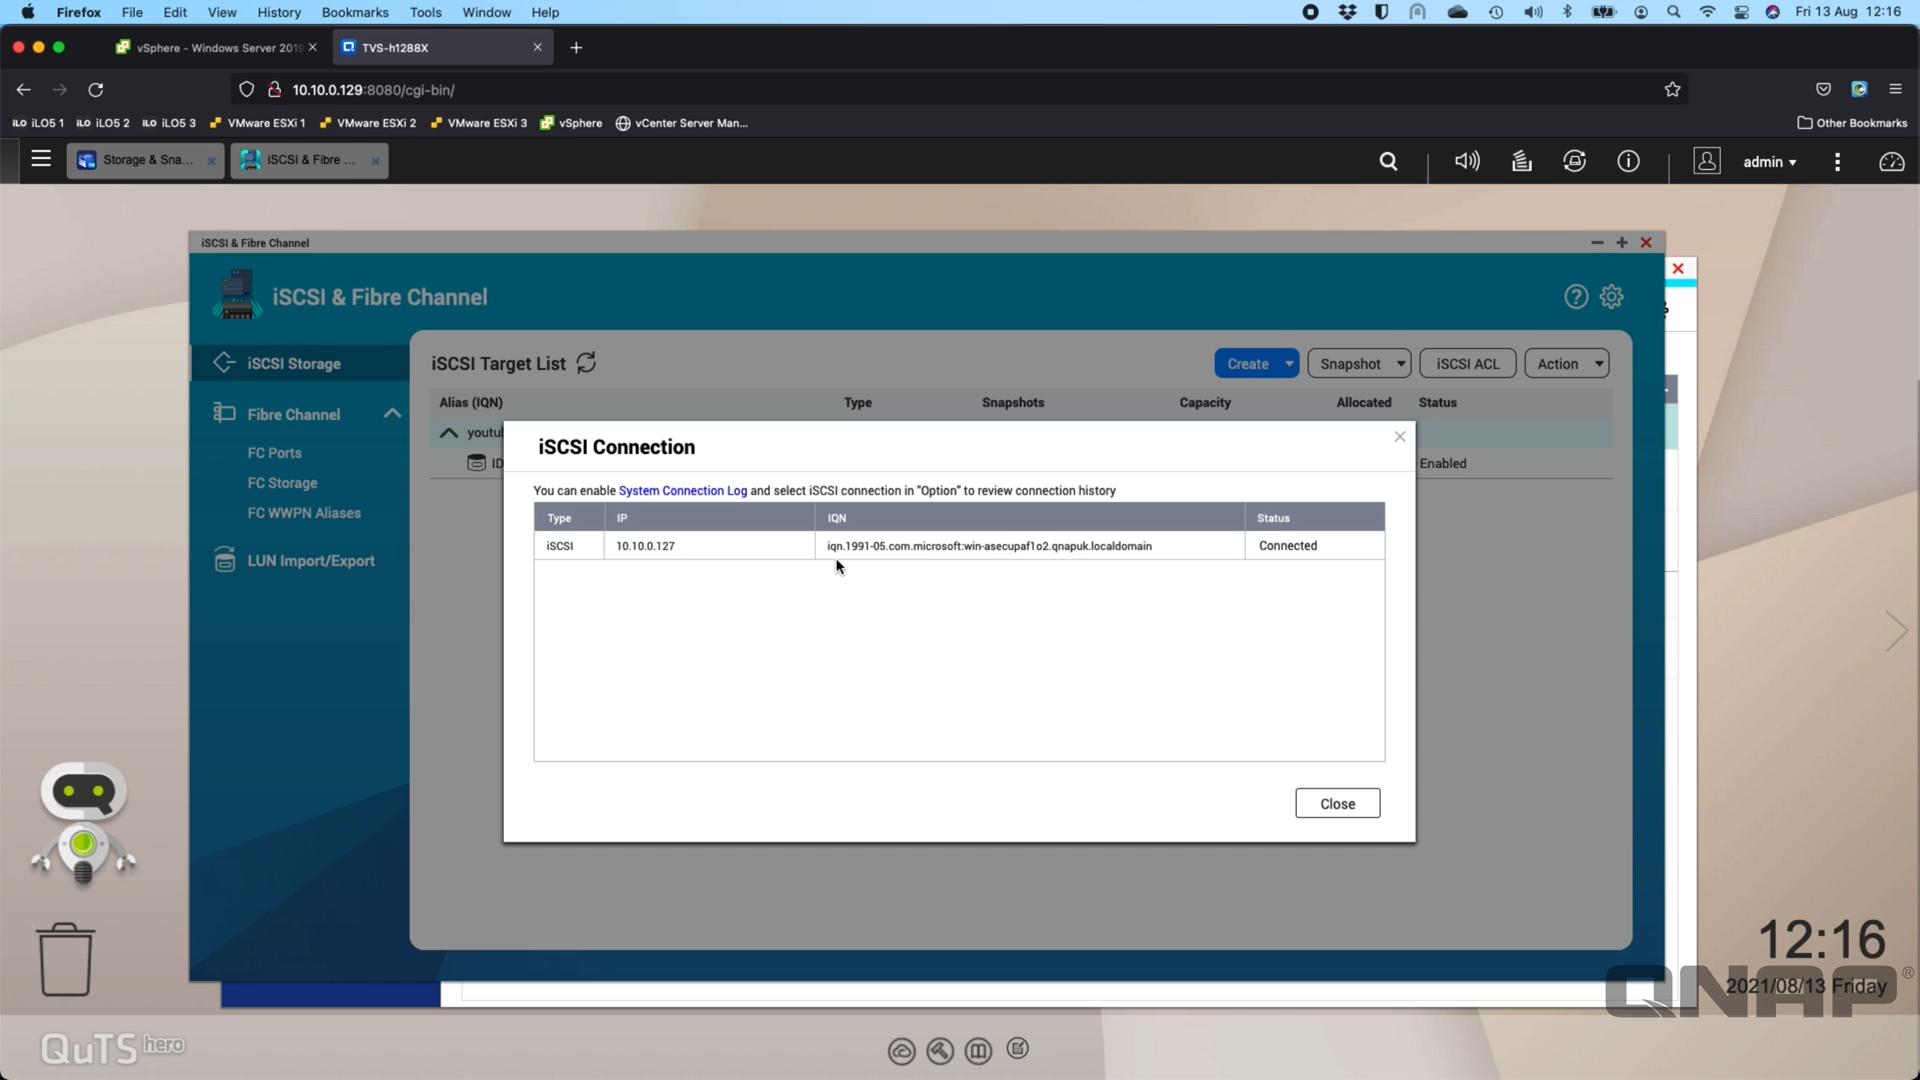 Firefox File Edit View History Bookmarks Tools Window Help Fri 13 Aug 12:16
vSphere - Windows Server 2019 TVS-h1288X
10.10.0.129:8080/cgi-bin/
iLO iLO5 1 iLO iLO5 2 iLO iLO5 3 VMware ESXi 1 VMware ESXi 2 VMware ESXi 3 vSphere vCenter Server Man... Other Bookmarks
Storage & Sna... iSCSI & Fibre ... admin
iSCSI & Fibre Channel
iSCSI & Fibre Channel
iSCSI Storage
Fibre Channel
FC Ports
FC Storage
FC WWPN Aliases
LUN Import/Export
iSCSI Target List Create Snapshot iSCSI ACL Action
Alias (IQN) Type Snapshots Capacity Allocated Status
youtu
ID Enabled
iSCSI Connection
You can enable System Connection Log and select iSCSI connection in "Option" to review connection history
Type IP IQN Status
iSCSI 10.10.0.127 iqn.1991-05.com.microsoft:win-asecupaf1o2.qnapuk.localdomain Connected
Close
12:16
2021/08/13 Friday
QNAP®
QuTS hero